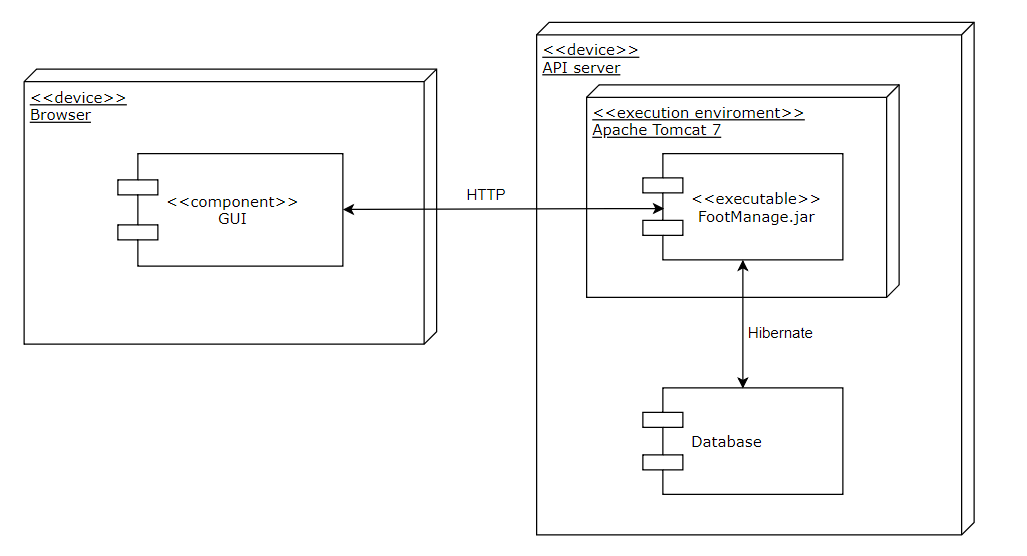 <<device>>
Browser
<<component>>
GUI
HTTP
<<device>>
API server
<<execution enviroment>>
Apache Tomcat 7
<<executable>>
FootManage.jar
Hibernate
Database